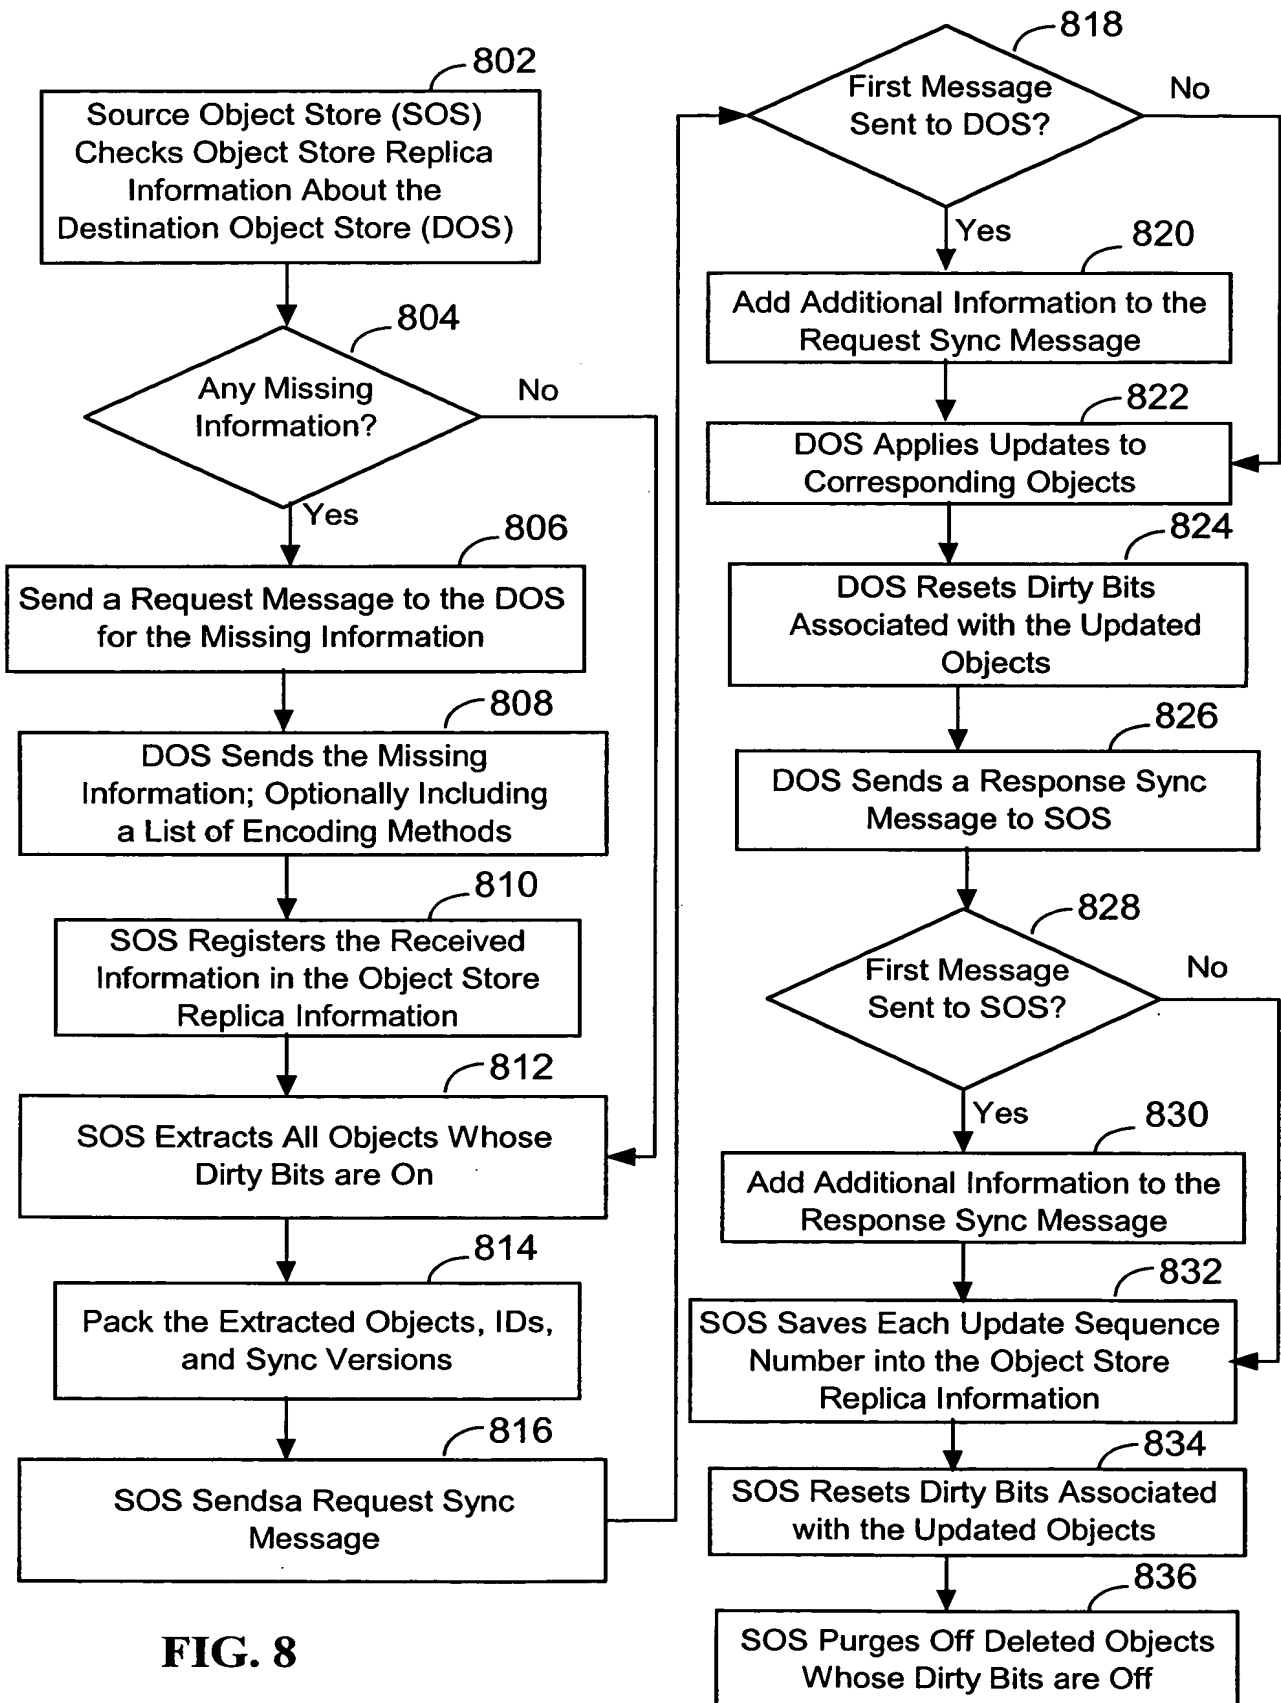 802
Source Object Store (SOS)
Checks Object Store Replica
Information About the
Destination Object Store (DOS)
804
Any Missing
Information?
No
Yes
806
Send a Request Message to the DOS
for the Missing Information
808
DOS Sends the Missing
Information; Optionally Including
a List of Encoding Methods
810
SOS Registers the Received
Information in the Object Store
Replica Information
812
SOS Extracts All Objects Whose
Dirty Bits are On
814
Pack the Extracted Objects, IDs,
and Sync Versions
816
SOS Sendsa Request Sync
Message
FIG. 8
818
First Message
Sent to DOS?
No
Yes
820
Add Additional Information to the
Request Sync Message
822
DOS Applies Updates to
Corresponding Objects
824
DOS Resets Dirty Bits
Associated with the Updated
Objects
826
DOS Sends a Response Sync
Message to SOS
828
First Message
Sent to SOS?
No
Yes
830
Add Additional Information to the
Response Sync Message
832
SOS Saves Each Update Sequence
Number into the Object Store
Replica Information
834
SOS Resets Dirty Bits Associated
with the Updated Objects
836
SOS Purges Off Deleted Objects
Whose Dirty Bits are Off